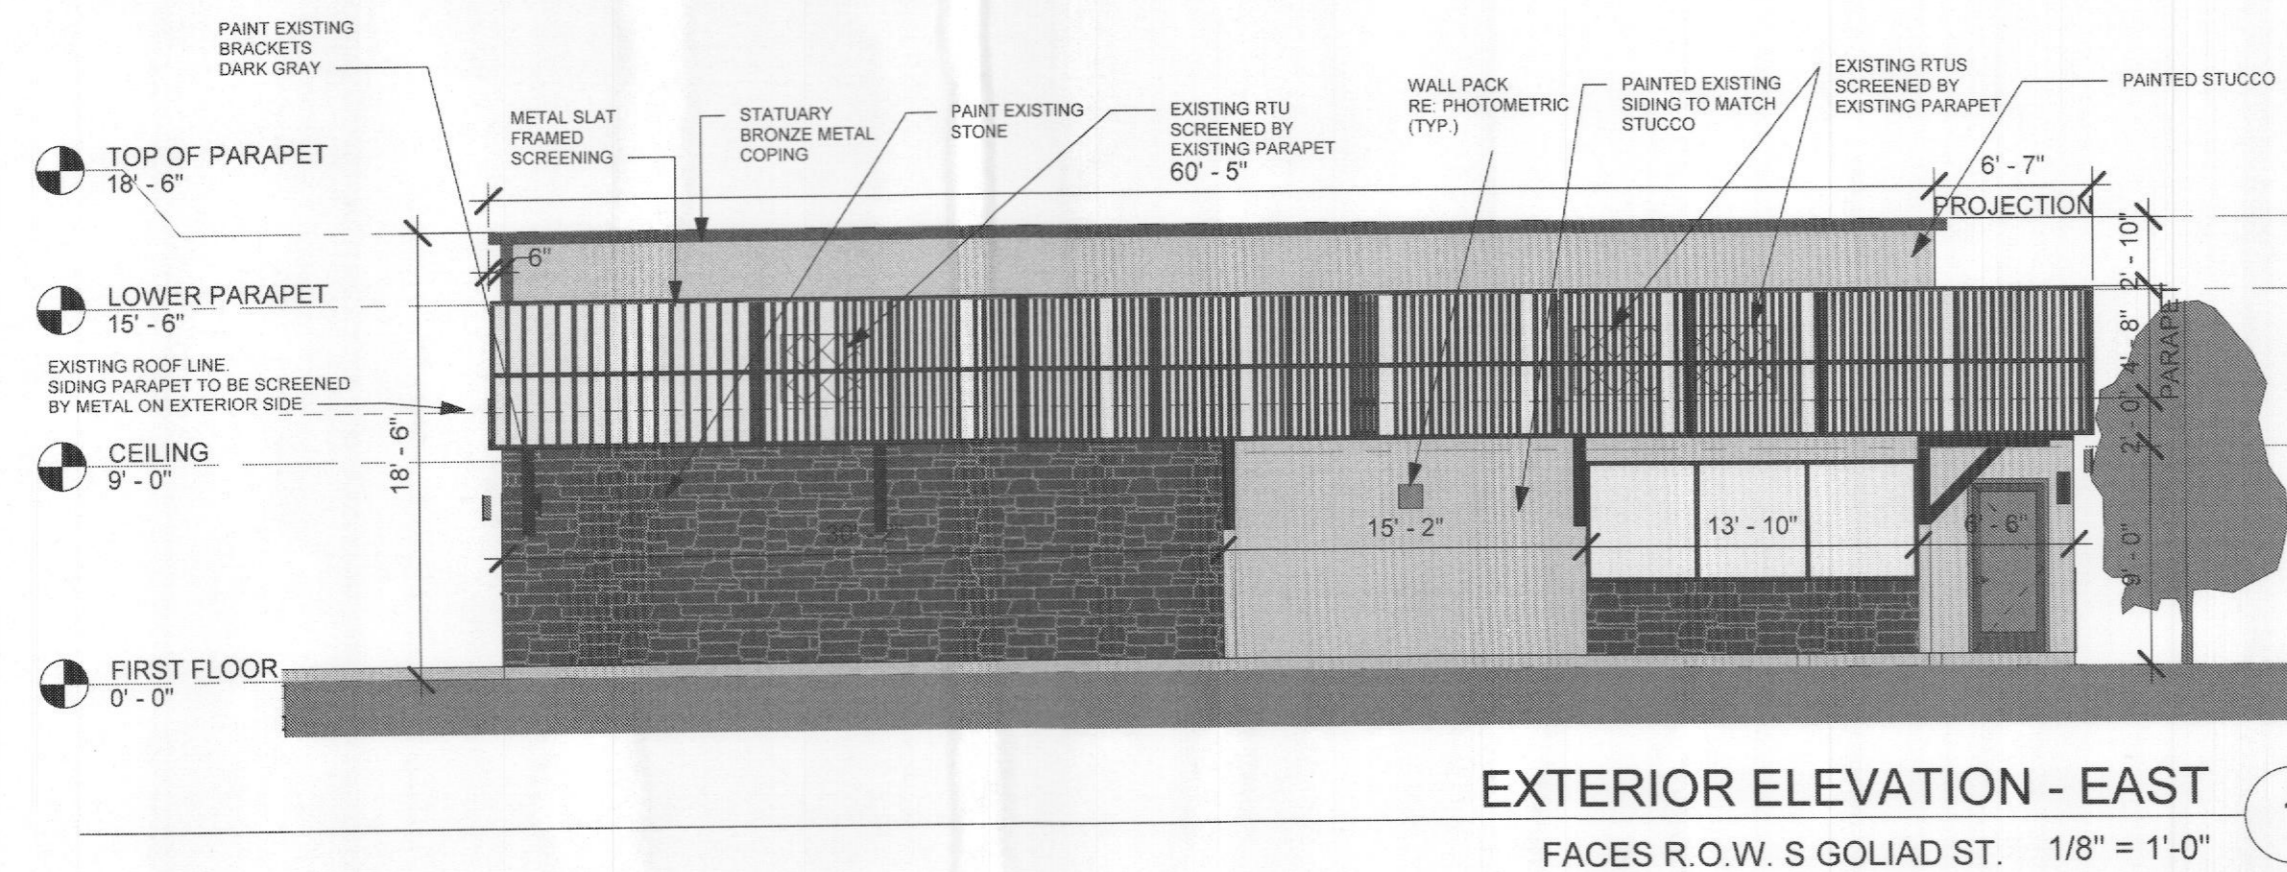 PAINT EXISTING
BRACKETS
DARK GRAY
METAL SLAT
FRAMED
SCREENING
STATUARY
BRONZE METAL
COPING
PAINT EXISTING
STONE
EXISTING RTU
SCREENED BY
EXISTING PARAPET
60' - 5"
WALL PACK
RE: PHOTOMETRIC
(TYP.)
PAINTED EXISTING
SIDING TO MATCH
STUCCO
EXISTING RTUS
SCREENED BY
EXISTING PARAPET
PAINTED STUCCO
6' - 7"
PROJECTION
TOP OF PARAPET
18' - 6"
6"
LOWER PARAPET
15' - 6"
EXISTING ROOF LINE.
SIDING PARAPET TO BE SCREENED
BY METAL ON EXTERIOR SIDE
CEILING
9' - 0"
18' - 6"
2' - 10"
4' - 8"
PARAPET
2' - 0"
9' - 0"
30' - 2"
15' - 2"
13' - 10"
6' - 6"
FIRST FLOOR
0' - 0"
EXTERIOR ELEVATION - EAST
FACES R.O.W. S GOLIAD ST. 1/8" = 1'-0"